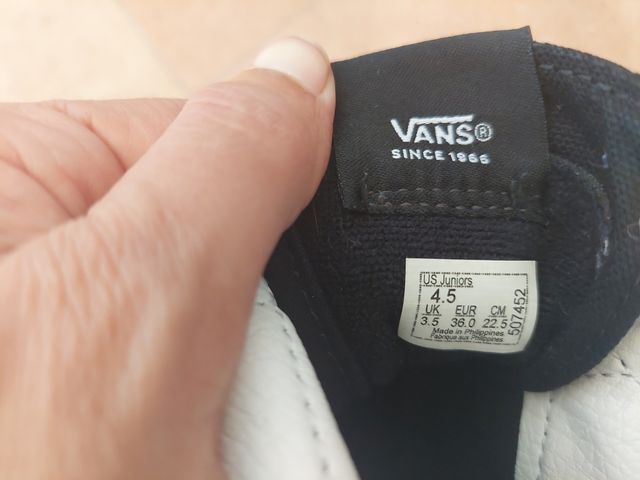 VANS®
SINCE 1966
US Juniors
4.5
UK EUR CM
3.5 36.0 22.5
Made in Philippines
Fabrique aux Philippines
507452